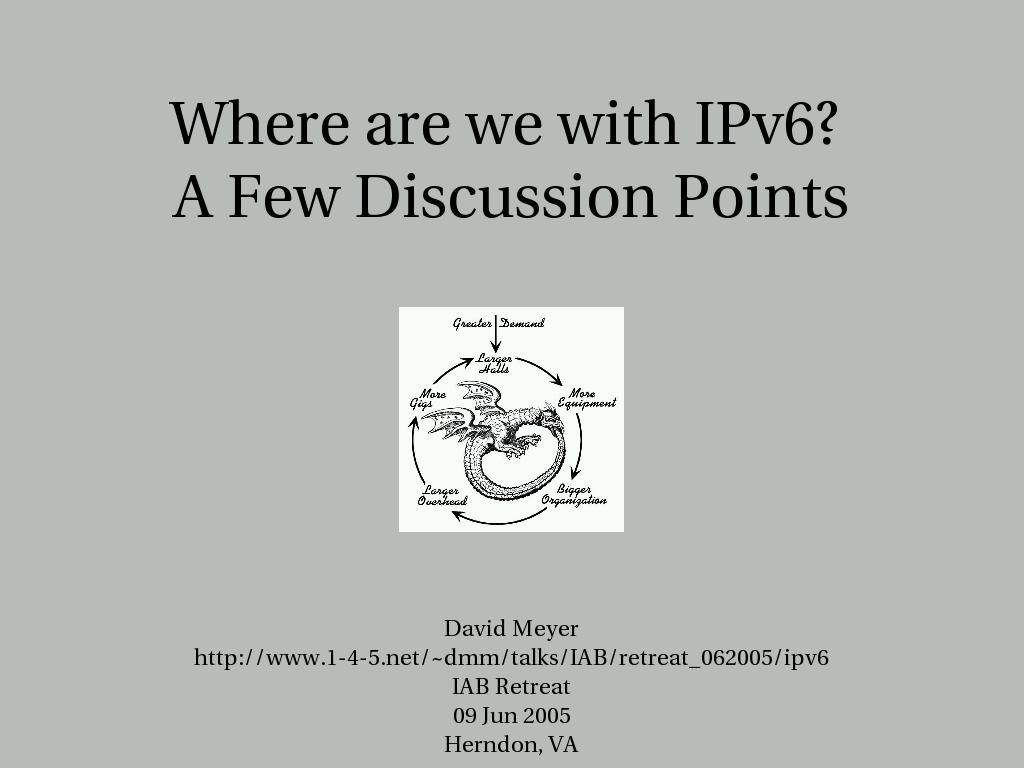 Where are we with IPv6?
A Few Discussion Points
Greater Demand
Larger
Halls
More
Equipment
Bigger
Organization
Larger
Overhead
More
Gigs
David Meyer
http://www.1-4-5.net/~dmm/talks/IAB/retreat_062005/ipv6
IAB Retreat
09 Jun 2005
Herndon, VA